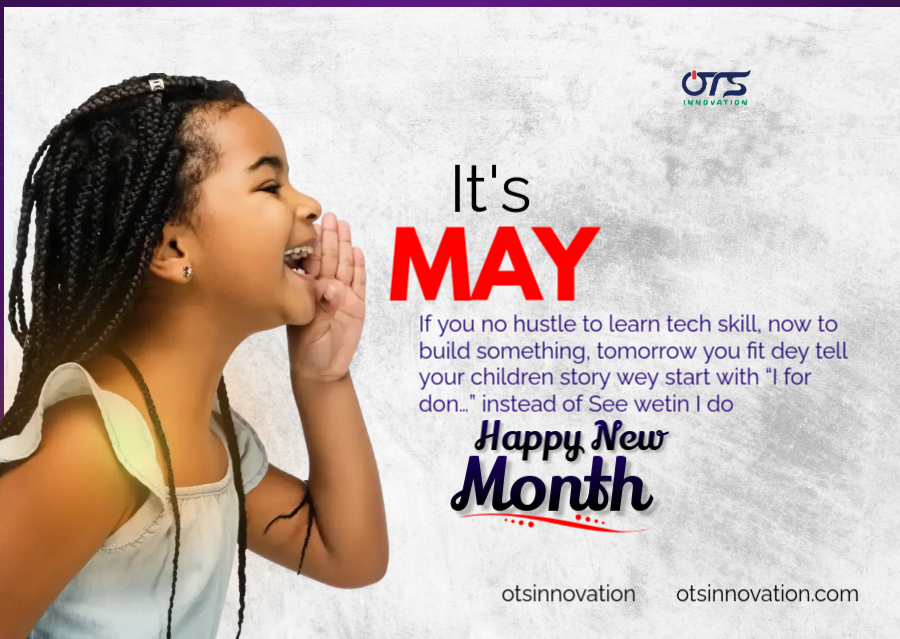 OTS
INNOVATION
It's
MAY
If you no hustle to learn tech skill, now to
build something, tomorrow you fit dey tell
your children story wey start with “I for
don…” instead of See wetin I do
Happy New
Month
otsinnovation
otsinnovation.com